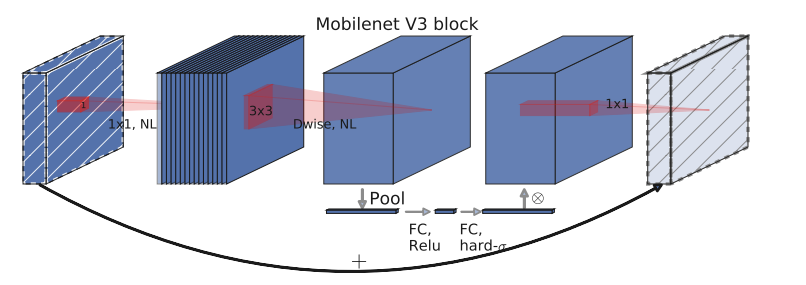 Mobilenet V3 block
1x1, NL
3x3
Dwise, NL
1x1
Pool
⊗
FC,
Relu
FC,
hard-σ
+